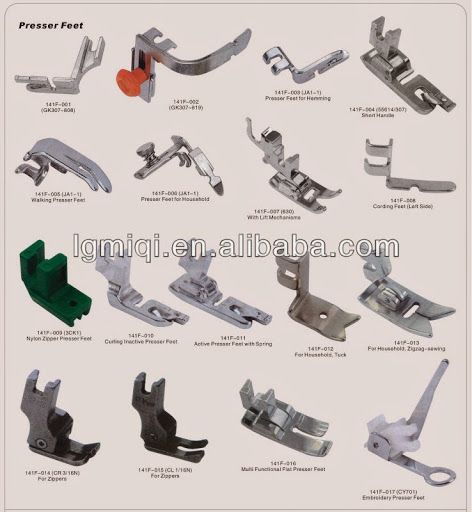 Presser Feet
141F-001
(GK307-808)
141F-002
(GK307-819)
141F-003 (JA1-1)
Presser Feet for Hemming
141F-004 (55614/307)
Short Handle
141F-005 (JA1-1)
Walking Presser Feet
141F-006 (JA1-1)
Presser Feet for Household
141F-007 (630)
With Lift Mechanisms
141F-008
Cording Feet (Left Side)
lgmiqi.en.alibaba.com
141F-009 (3CK1)
Nylon Zipper Presser Feet
141F-010
Curling Inactive Presser Feet
141F-011
Active Presser Feet with Spring
141F-012
For Household, Tuck
141F-013
For Household, Zigzag-sewing
141F-014 (CR 3/16N)
For Zippers
141F-015 (CL 1/16N)
For Zippers
141F-016
Multi Functional Flat Presser Feet
141F-017 (CY701)
Embroidery Presser Feet